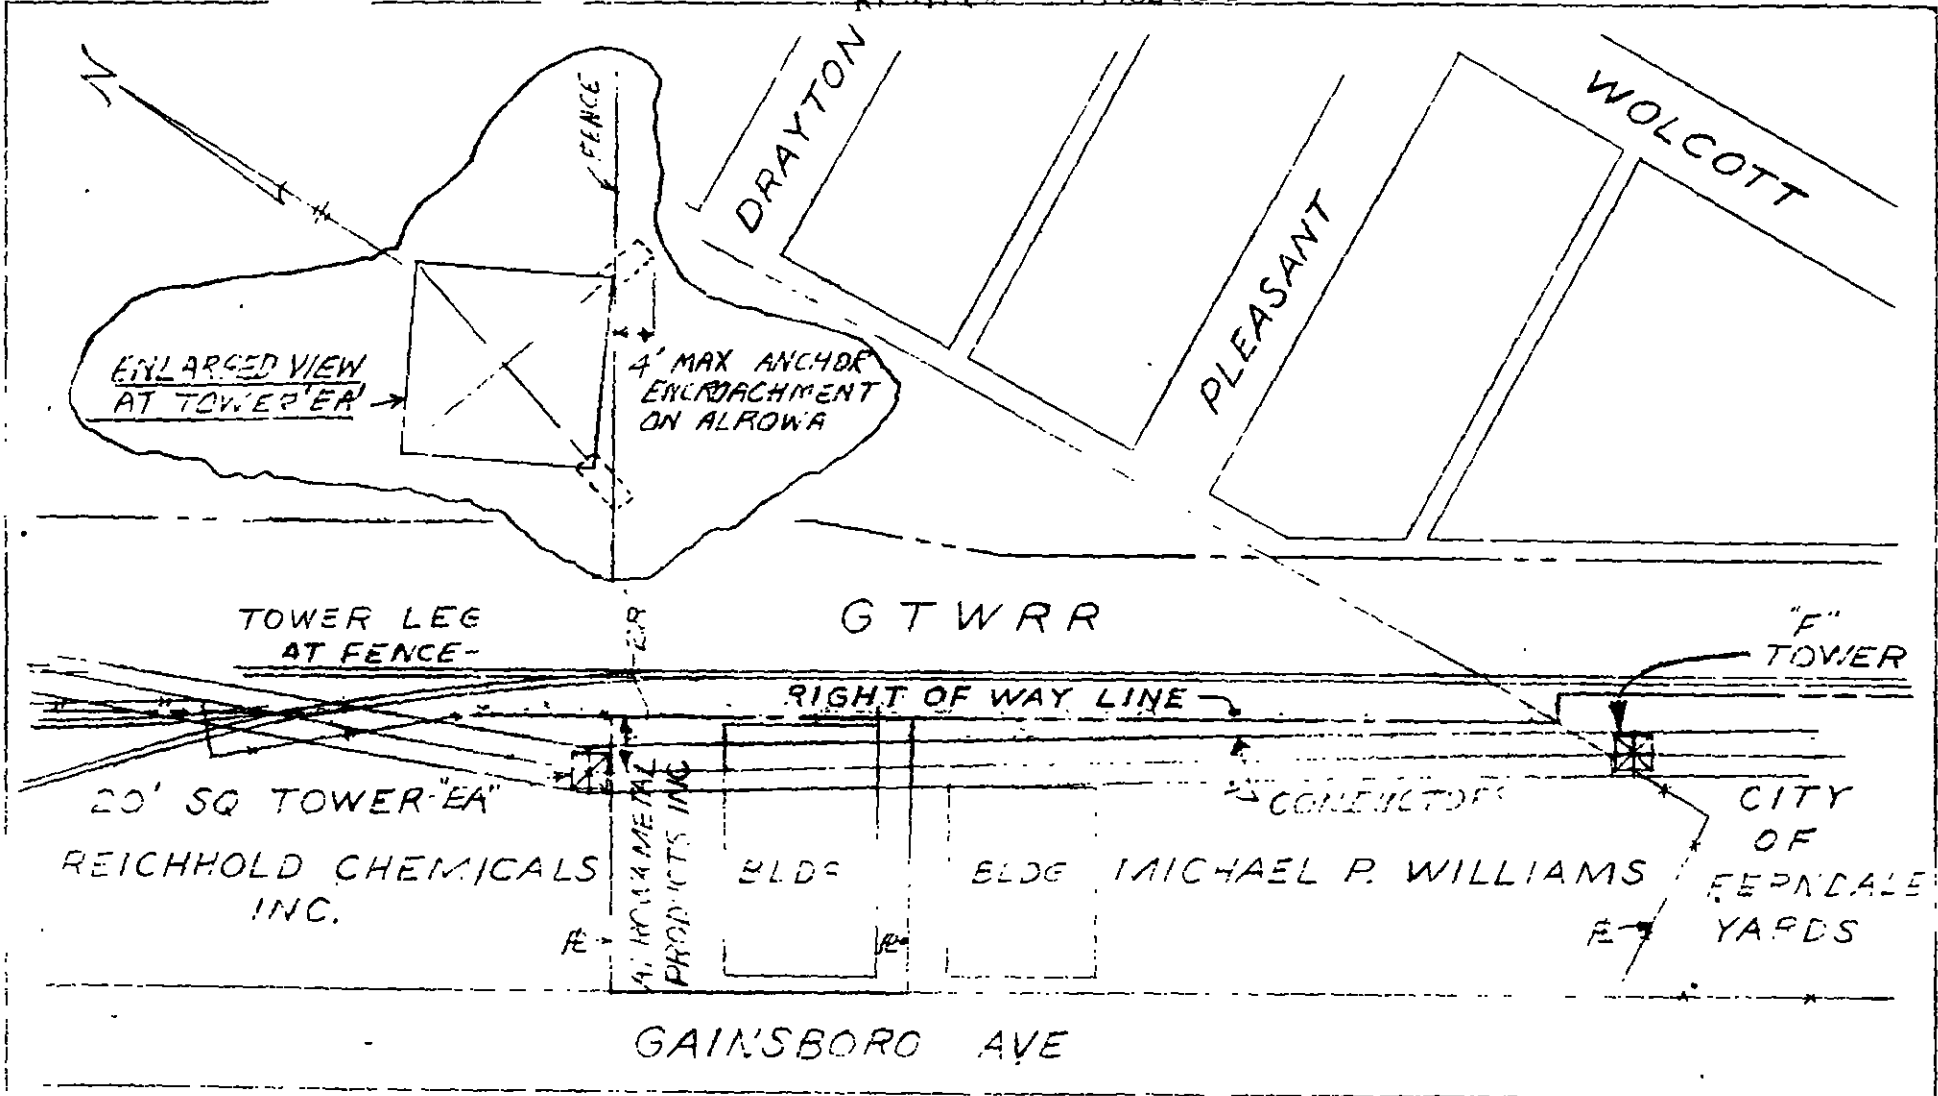 N
FENCE
DRAYTON
WOLCOTT
PLEASANT
ENLARGED VIEW
AT TOWER "EA"
4' MAX ANCHOR
ENCROACHMENT
ON ALROWA
TOWER LEG
AT FENCE
GTWRR
"F"
TOWER
RIGHT OF WAY LINE
20' SQ TOWER "EA"
CONDUCTORS
REICHHOLD CHEMICALS
INC.
ALROWA METAL
PRODUCTS INC
BLDG
BLDG
MICHAEL P. WILLIAMS
CITY
OF
FERNDALE
YARDS
GAINSBORO AVE